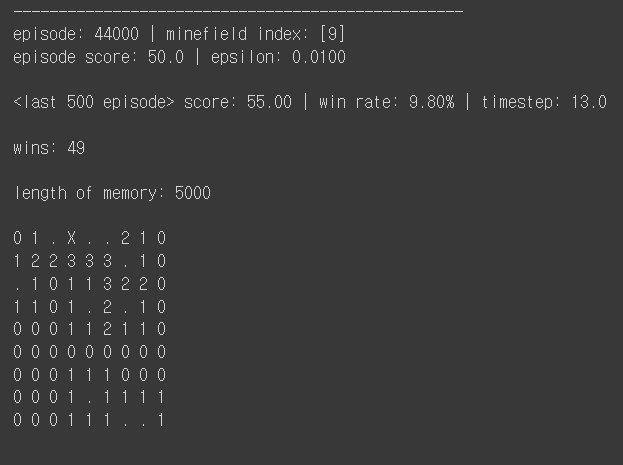 --------------------------------------------------
episode: 44000 | minefield index: [9]
episode score: 50.0 | epsilon: 0.0100
<last 500 episode> score: 55.00 | win rate: 9.80% | timestep: 13.0
wins: 49
length of memory: 5000
0 1 . X . . 2 1 0
1 2 2 3 3 3 . 1 0
. 1 0 1 1 3 2 2 0
1 1 0 1 . 2 . 1 0
0 0 0 1 1 2 1 1 0
0 0 0 0 0 0 0 0 0
0 0 0 1 1 1 0 0 0
0 0 0 1 . 1 1 1 1
0 0 0 1 1 1 . . 1